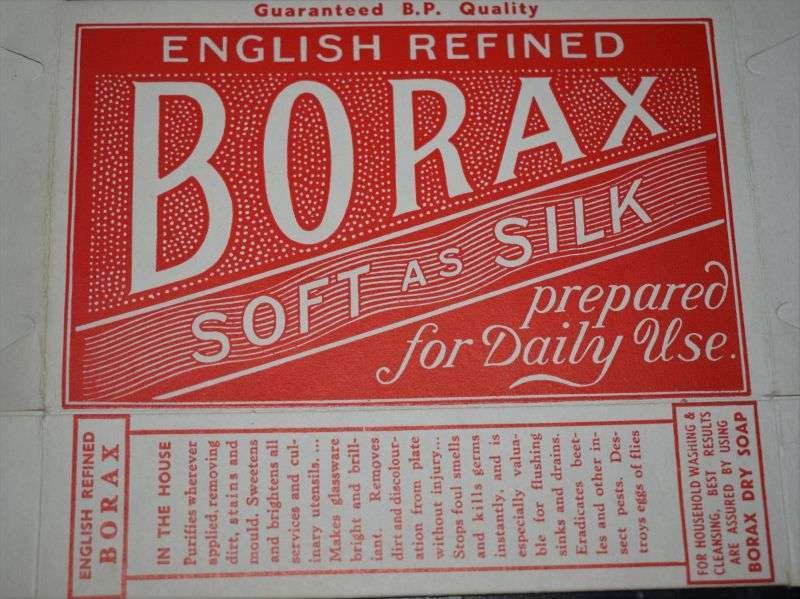 Guaranteed B.P. Quality
ENGLISH REFINED
BORAX
SOFT AS SILK
prepared
for Daily Use.
ENGLISH REFINED
BORAX
IN THE HOUSE
Purifies wherever
applied, removing
dirt, stains and
mould. Sweetens
and brightens all
services and cul-
inary utensils. ...
Makes glassware
bright and brill-
iant. Removes
dirt and discolour-
ation from plate
without injury...
Stops foul smells
and kills germs
instantly, and is
especially valua-
ble for flushing
sinks and drains.
Eradicates beet-
les and other in-
sect pests. Des-
troys eggs of flies
FOR HOUSEHOLD WASHING &
CLEANSING, BEST RESULTS
ARE ASSURED BY USING
BORAX DRY SOAP